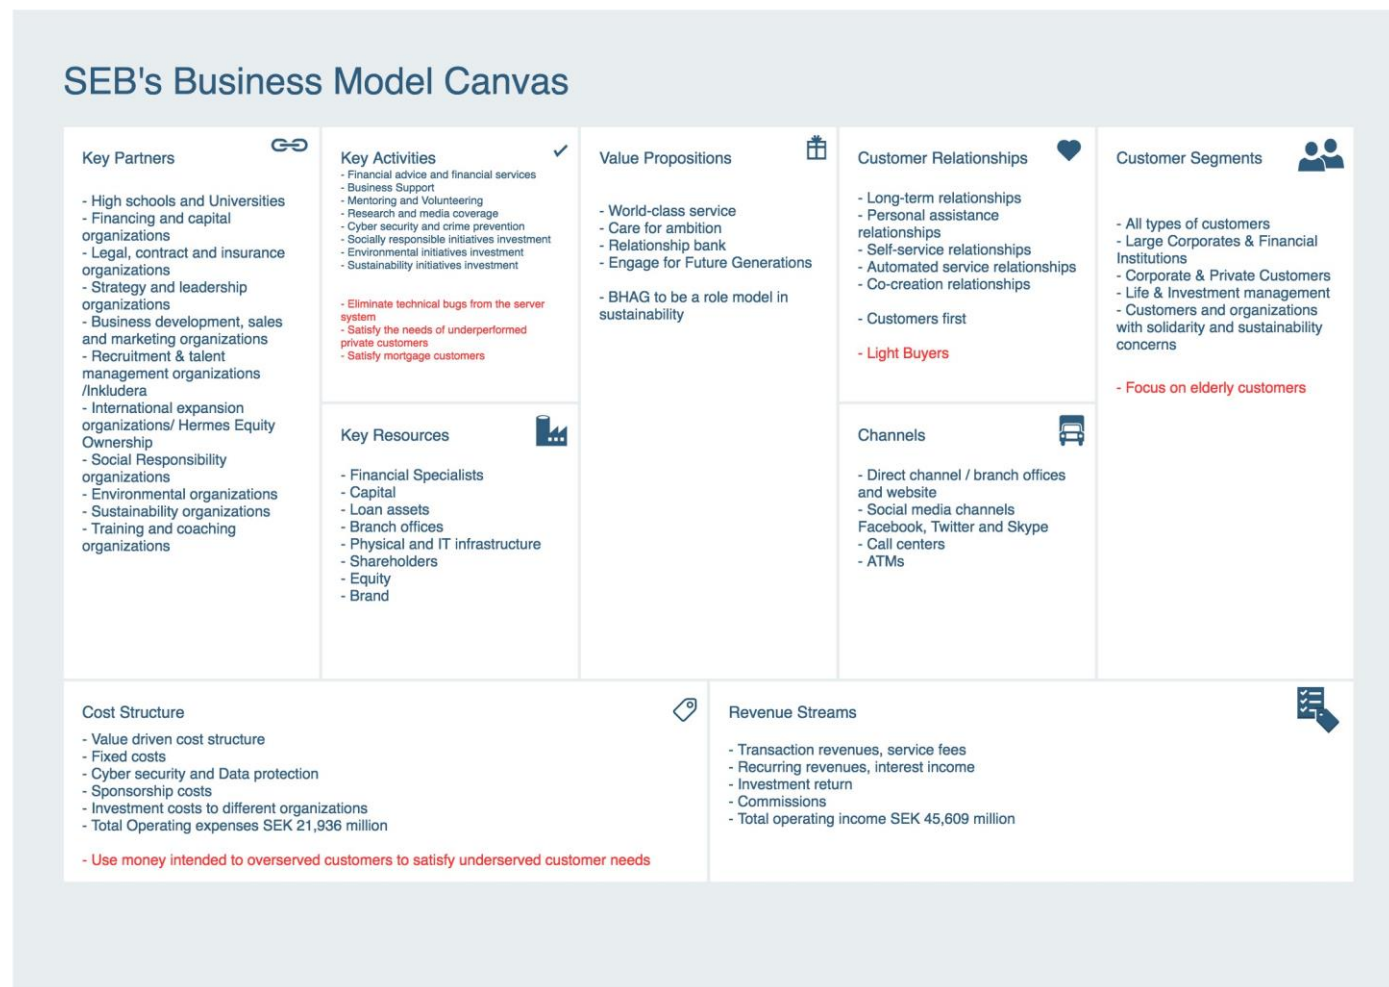 SEB's Business Model Canvas
Key Partners
- High schools and Universities
- Financing and capital
organizations
- Legal, contract and insurance
organizations
- Strategy and leadership
organizations
- Business development, sales
and marketing organizations
- Recruitment & talent
management organizations
/Inkludera
- International expansion
organizations/ Hermes Equity
Ownership
- Social Responsibility
organizations
- Environmental organizations
- Sustainability organizations
- Training and coaching
organizations
Key Activities
- Financial advice and financial services
- Business Support
- Mentoring and Volunteering
- Research and media coverage
- Cyber security and crime prevention
- Socially responsible initiatives investment
- Environmental initiatives investment
- Sustainability initiatives investment
- Eliminate technical bugs from the server
system
- Satisfy the needs of underperformed
private customers
- Satisfy mortgage customers
Key Resources
- Financial Specialists
- Capital
- Loan assets
- Branch offices
- Physical and IT infrastructure
- Shareholders
- Equity
- Brand
Value Propositions
- World-class service
- Care for ambition
- Relationship bank
- Engage for Future Generations
- BHAG to be a role model in
sustainability
Customer Relationships
- Long-term relationships
- Personal assistance
relationships
- Self-service relationships
- Automated service relationships
- Co-creation relationships
- Customers first
- Light Buyers
Channels
- Direct channel / branch offices
and website
- Social media channels
Facebook, Twitter and Skype
- Call centers
- ATMs
Customer Segments
- All types of customers
- Large Corporates & Financial
Institutions
- Corporate & Private Customers
- Life & Investment management
- Customers and organizations
with solidarity and sustainability
concerns
- Focus on elderly customers
Cost Structure
- Value driven cost structure
- Fixed costs
- Cyber security and Data protection
- Sponsorship costs
- Investment costs to different organizations
- Total Operating expenses SEK 21,936 million
- Use money intended to overserved customers to satisfy underserved customer needs
Revenue Streams
- Transaction revenues, service fees
- Recurring revenues, interest income
- Investment return
- Commissions
- Total operating income SEK 45,609 million